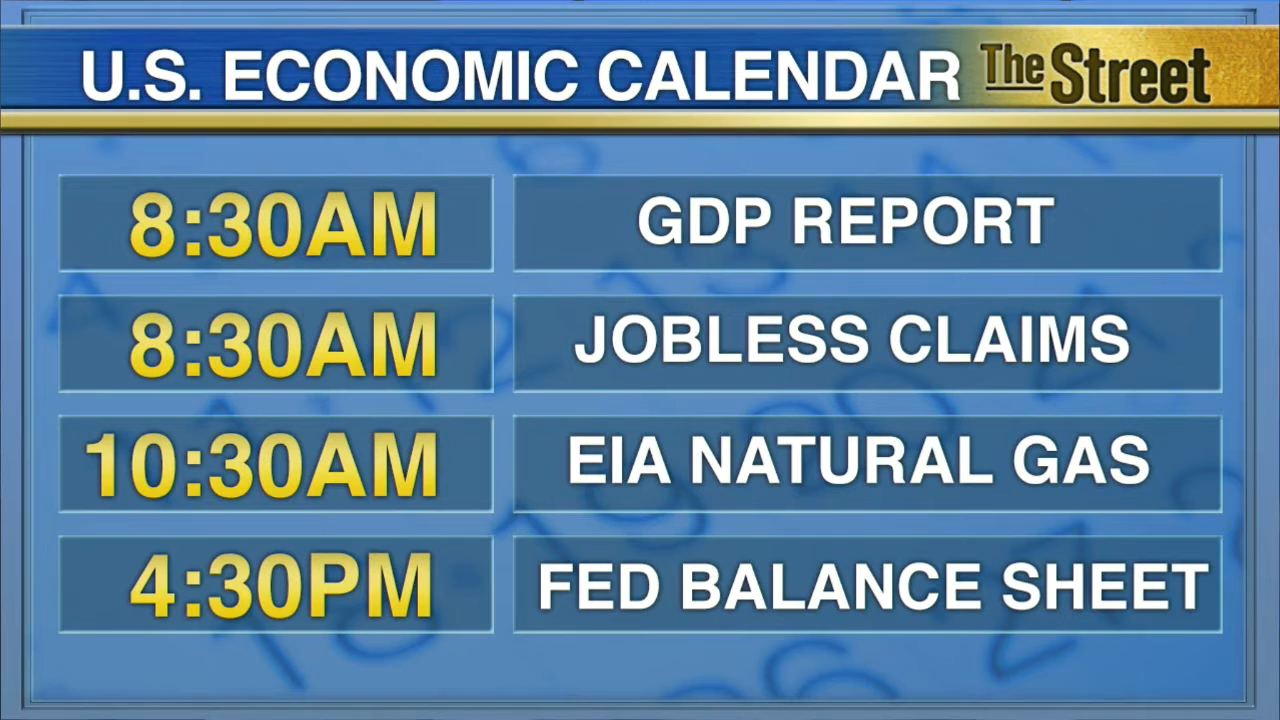 U.S. ECONOMIC CALENDAR TheStreet
8:30AM GDP REPORT
8:30AM JOBLESS CLAIMS
10:30AM EIA NATURAL GAS
4:30PM FED BALANCE SHEET